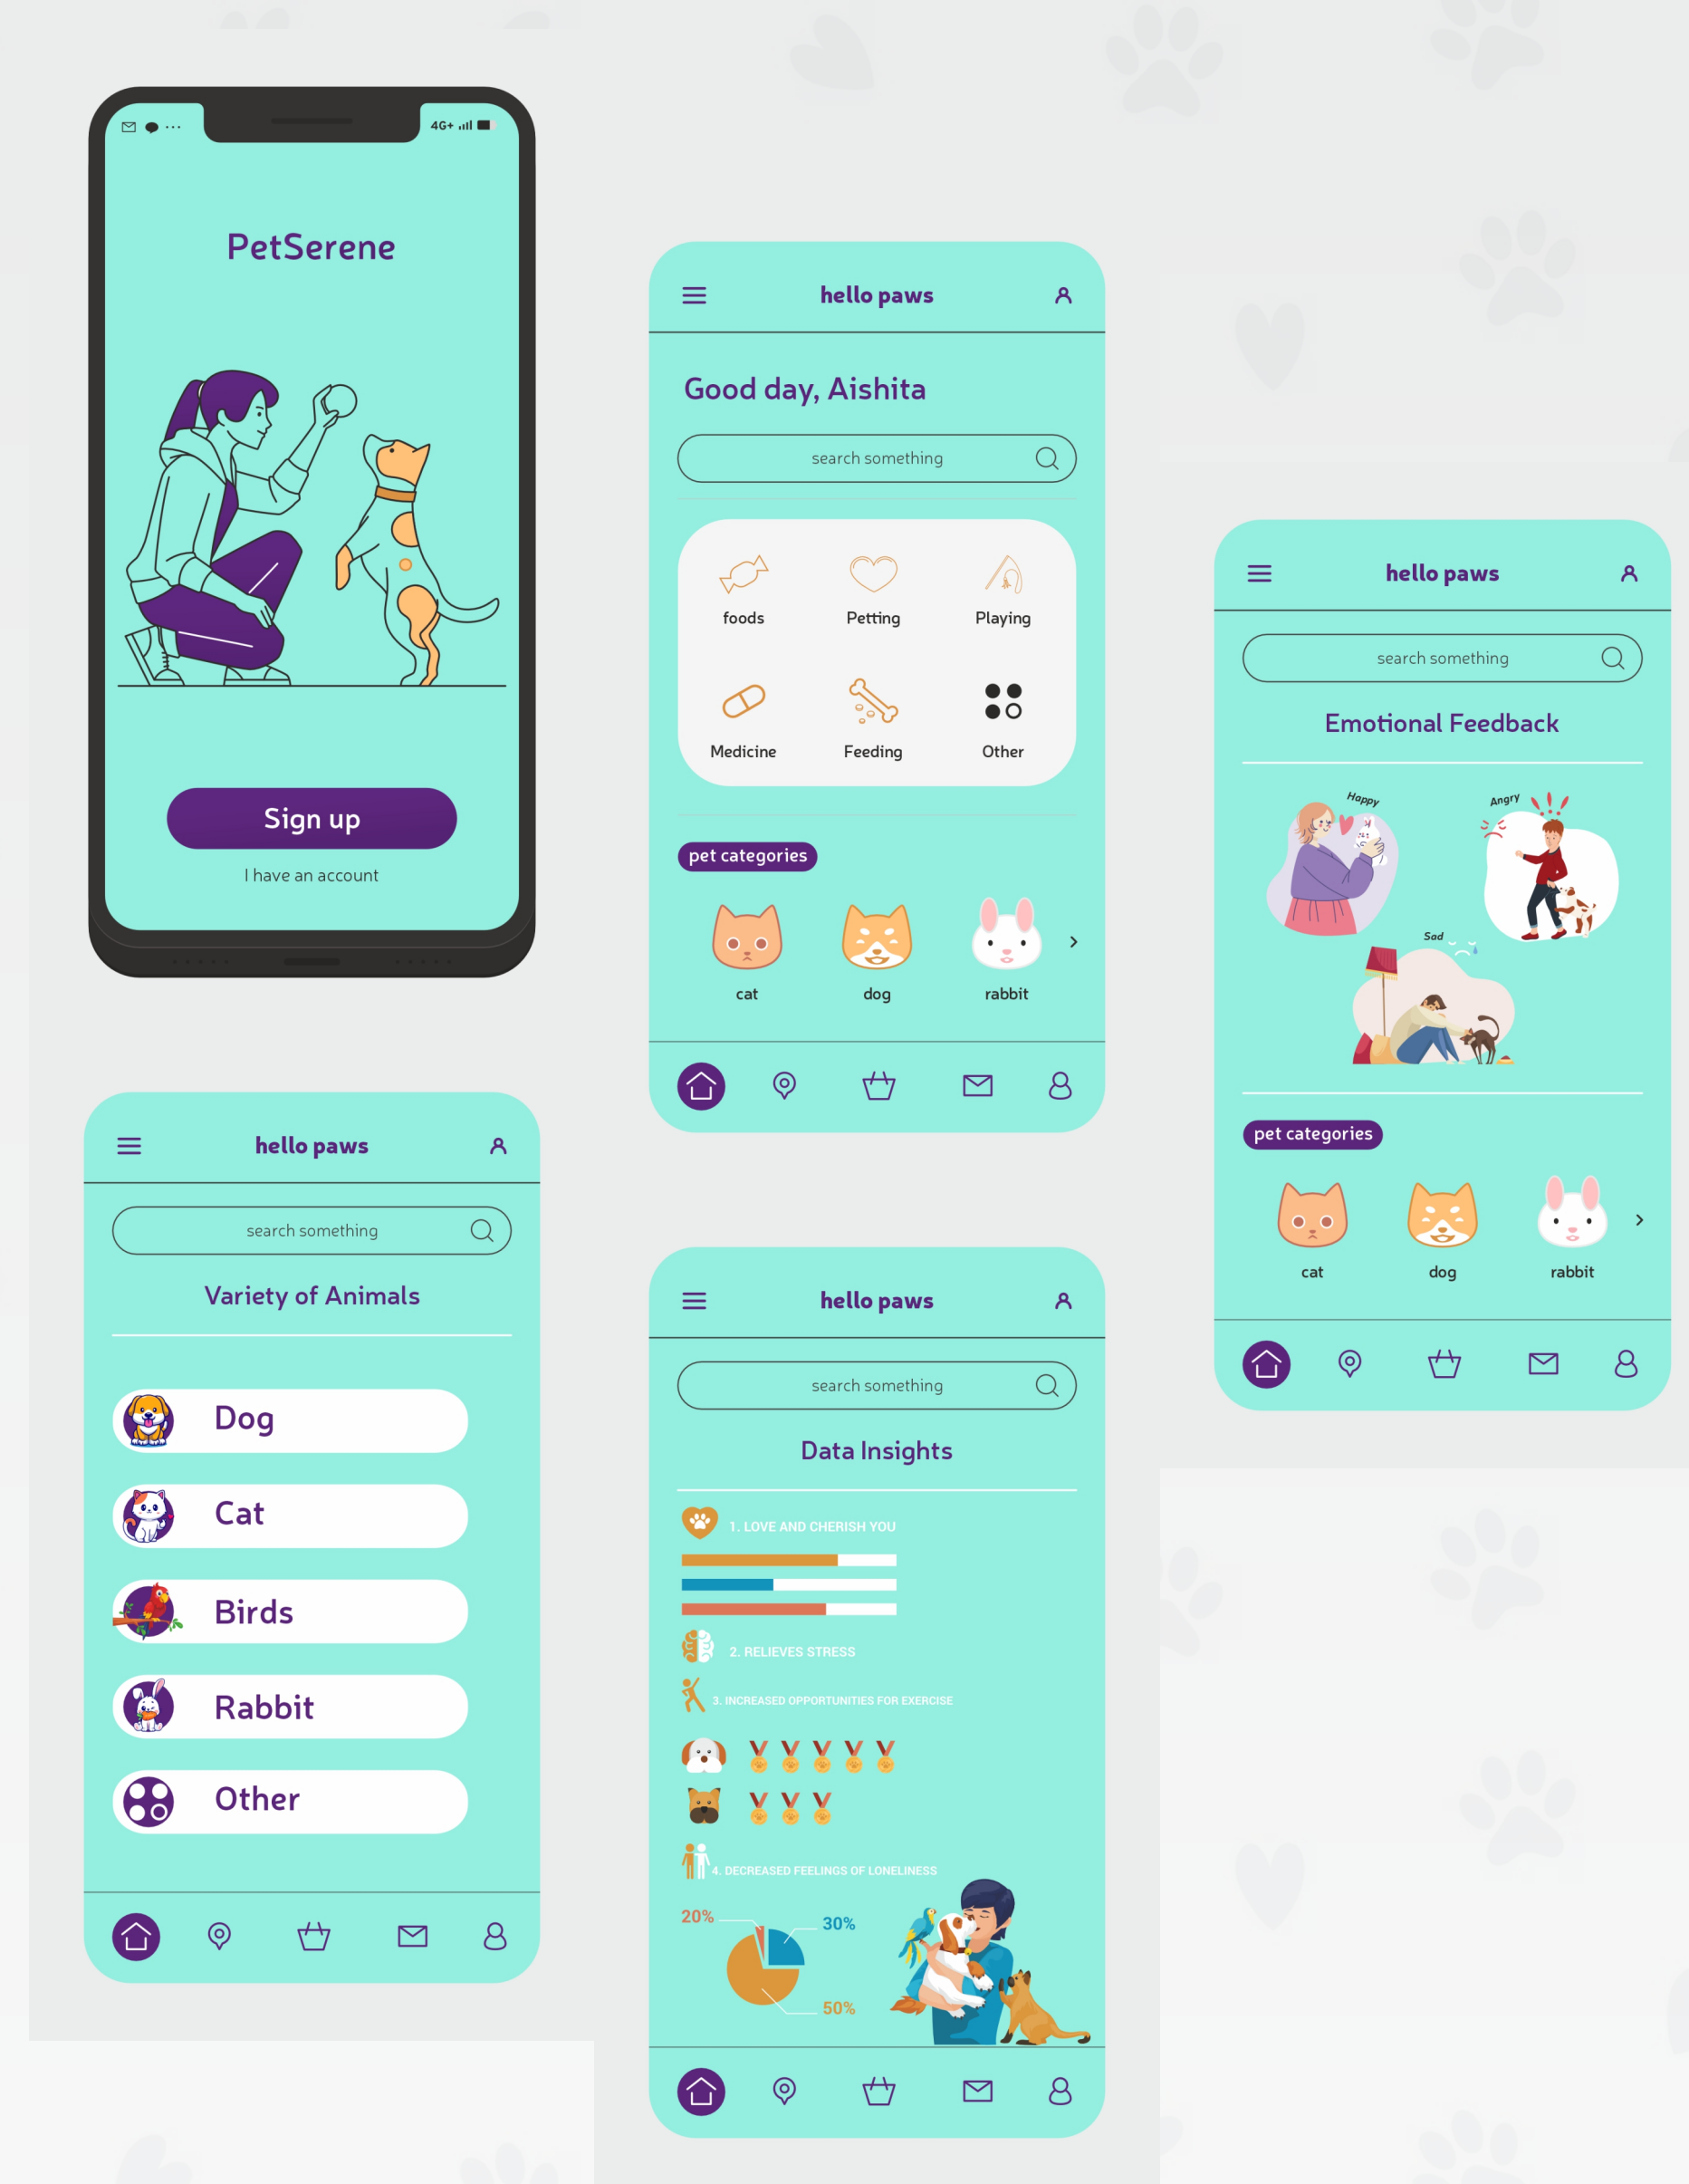 4G+
PetSerene
Sign up
I have an account
hello paws
Good day, Aishita
search something
foods
Petting
Playing
Medicine
Feeding
Other
pet categories
cat
dog
rabbit
hello paws
search something
Emotional Feedback
Happy
Angry
Sad
pet categories
cat
dog
rabbit
hello paws
search something
Variety of Animals
Dog
Cat
Birds
Rabbit
Other
hello paws
search something
Data Insights
1. LOVE AND CHERISH YOU
2. RELIEVES STRESS
3. INCREASED OPPORTUNITIES FOR EXERCISE
4. DECREASED FEELINGS OF LONELINESS
20%
30%
50%